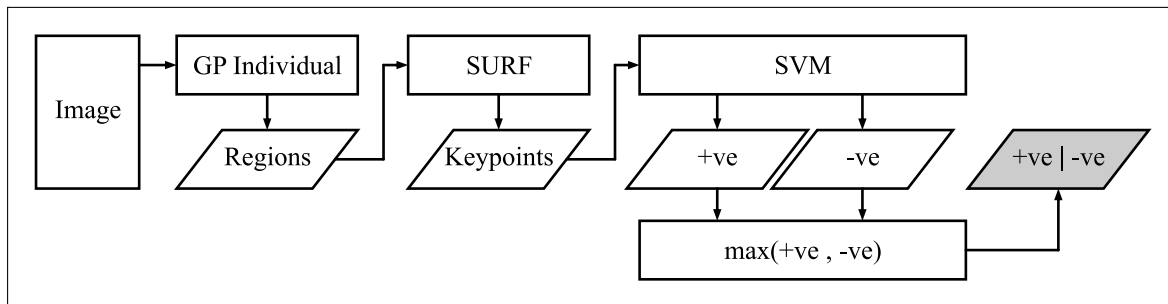 Image
GP Individual
Regions
SURF
Keypoints
SVM
+ve
-ve
max(+ve , -ve)
+ve | -ve